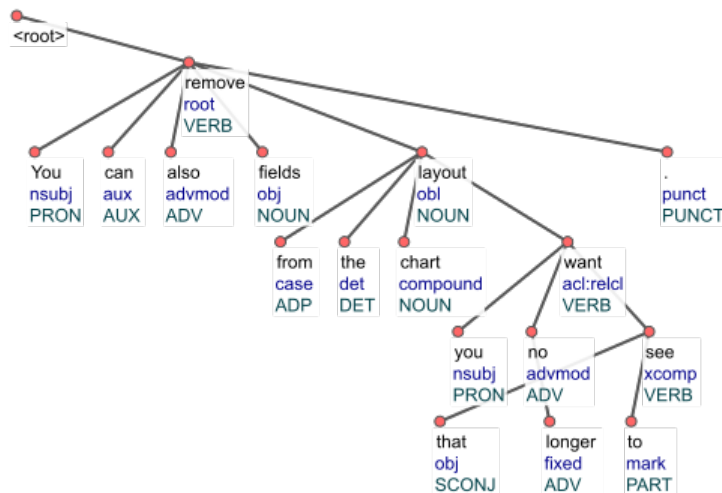 <root>
remove
root
VERB
You can also fields layout .
nsubj aux advmod obj obl punct
PRON AUX ADV NOUN NOUN PUNCT
from the chart want
case det compound acl:relcl
ADP DET NOUN VERB
you no see
nsubj advmod xcomp
PRON ADV VERB
that longer to
obj fixed mark
SCONJ ADV PART